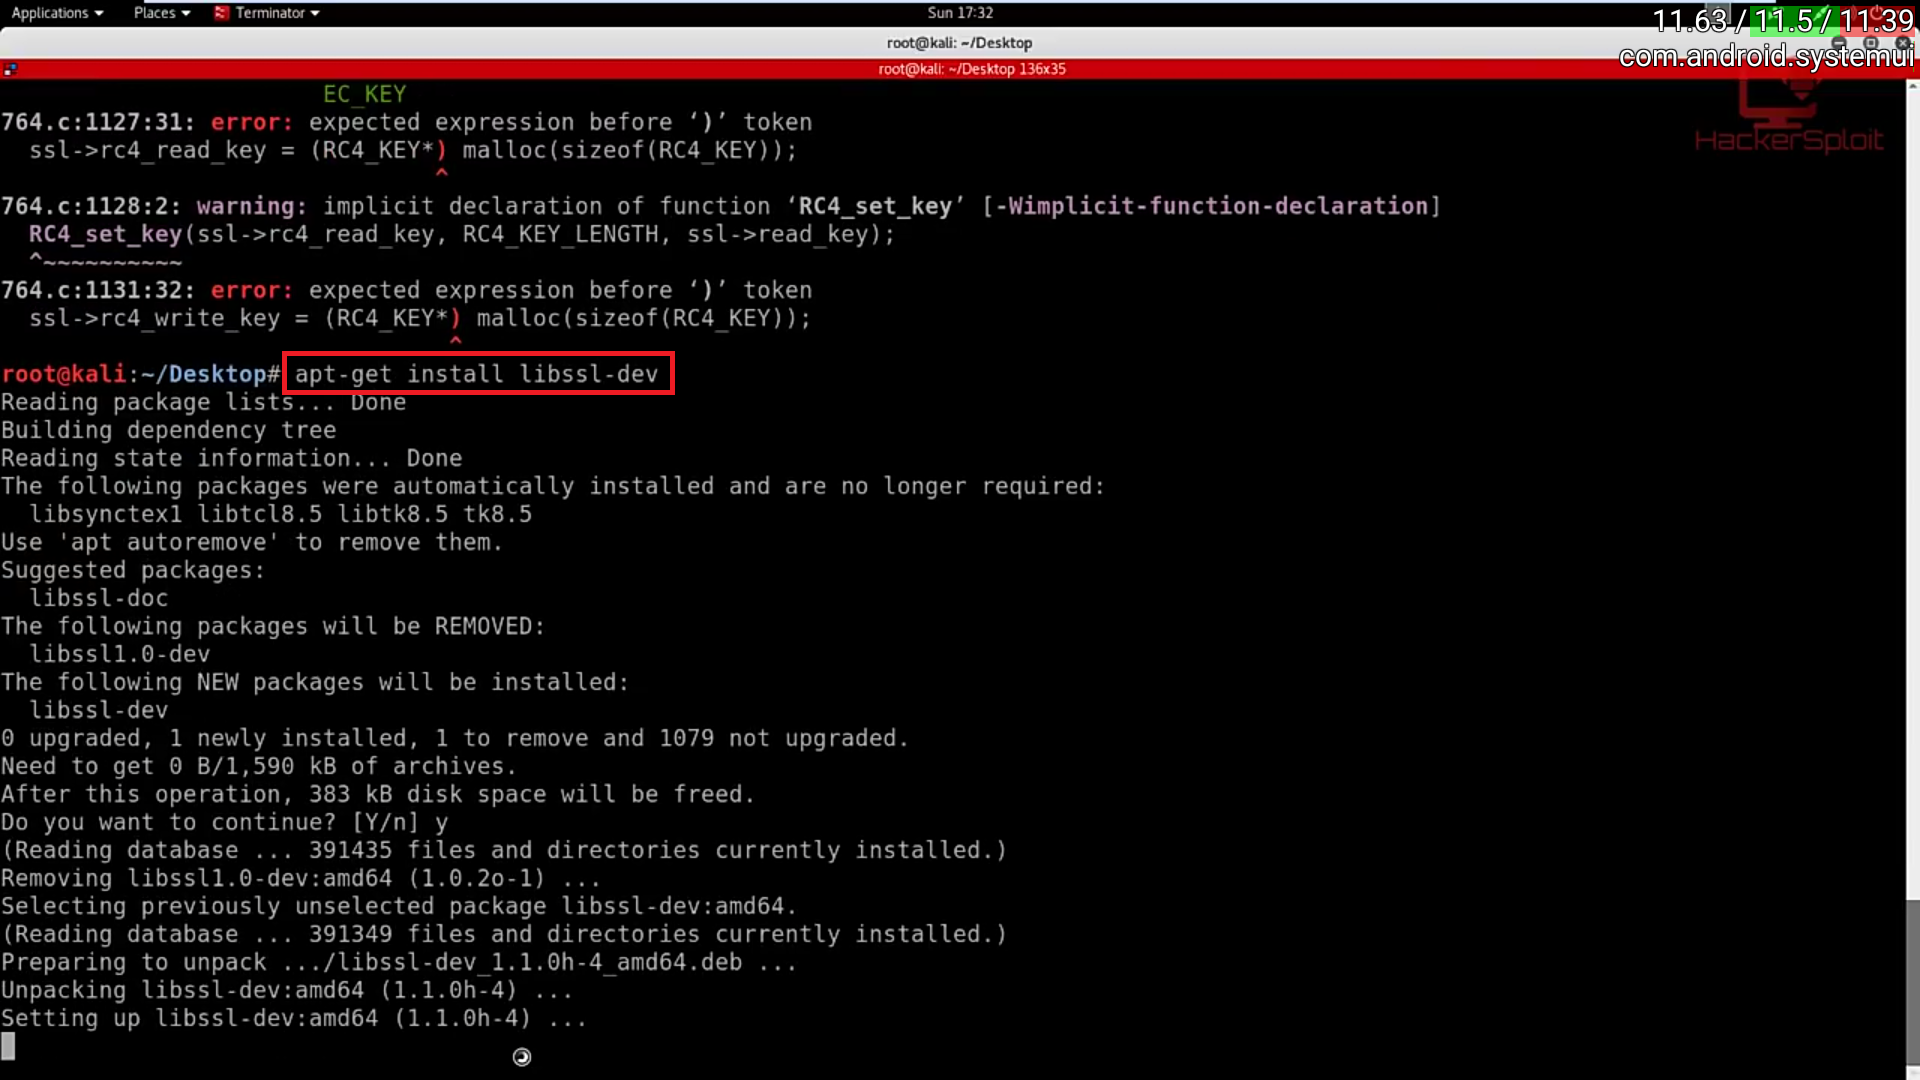 Applications Places Terminator Sun 17:32
11.63 / 11.5 / 11.39
root@kali: ~/Desktop
com.android.systemui
root@kali: ~/Desktop 136x35
HackerSploit
EC_KEY
764.c:1127:31: error: expected expression before ‘)’ token
ssl->rc4_read_key = (RC4_KEY*) malloc(sizeof(RC4_KEY));
^
764.c:1128:2: warning: implicit declaration of function ‘RC4_set_key’ [-Wimplicit-function-declaration]
RC4_set_key(ssl->rc4_read_key, RC4_KEY_LENGTH, ssl->read_key);
^~~~~~~~~~~
764.c:1131:32: error: expected expression before ‘)’ token
ssl->rc4_write_key = (RC4_KEY*) malloc(sizeof(RC4_KEY));
^
root@kali:~/Desktop# apt-get install libssl-dev
Reading package lists... Done
Building dependency tree
Reading state information... Done
The following packages were automatically installed and are no longer required:
libsynctex1 libtcl8.5 libtk8.5 tk8.5
Use 'apt autoremove' to remove them.
Suggested packages:
libssl-doc
The following packages will be REMOVED:
libssl1.0-dev
The following NEW packages will be installed:
libssl-dev
0 upgraded, 1 newly installed, 1 to remove and 1079 not upgraded.
Need to get 0 B/1,590 kB of archives.
After this operation, 383 kB disk space will be freed.
Do you want to continue? [Y/n] y
(Reading database ... 391435 files and directories currently installed.)
Removing libssl1.0-dev:amd64 (1.0.2o-1) ...
Selecting previously unselected package libssl-dev:amd64.
(Reading database ... 391349 files and directories currently installed.)
Preparing to unpack .../libssl-dev_1.1.0h-4_amd64.deb ...
Unpacking libssl-dev:amd64 (1.1.0h-4) ...
Setting up libssl-dev:amd64 (1.1.0h-4) ...